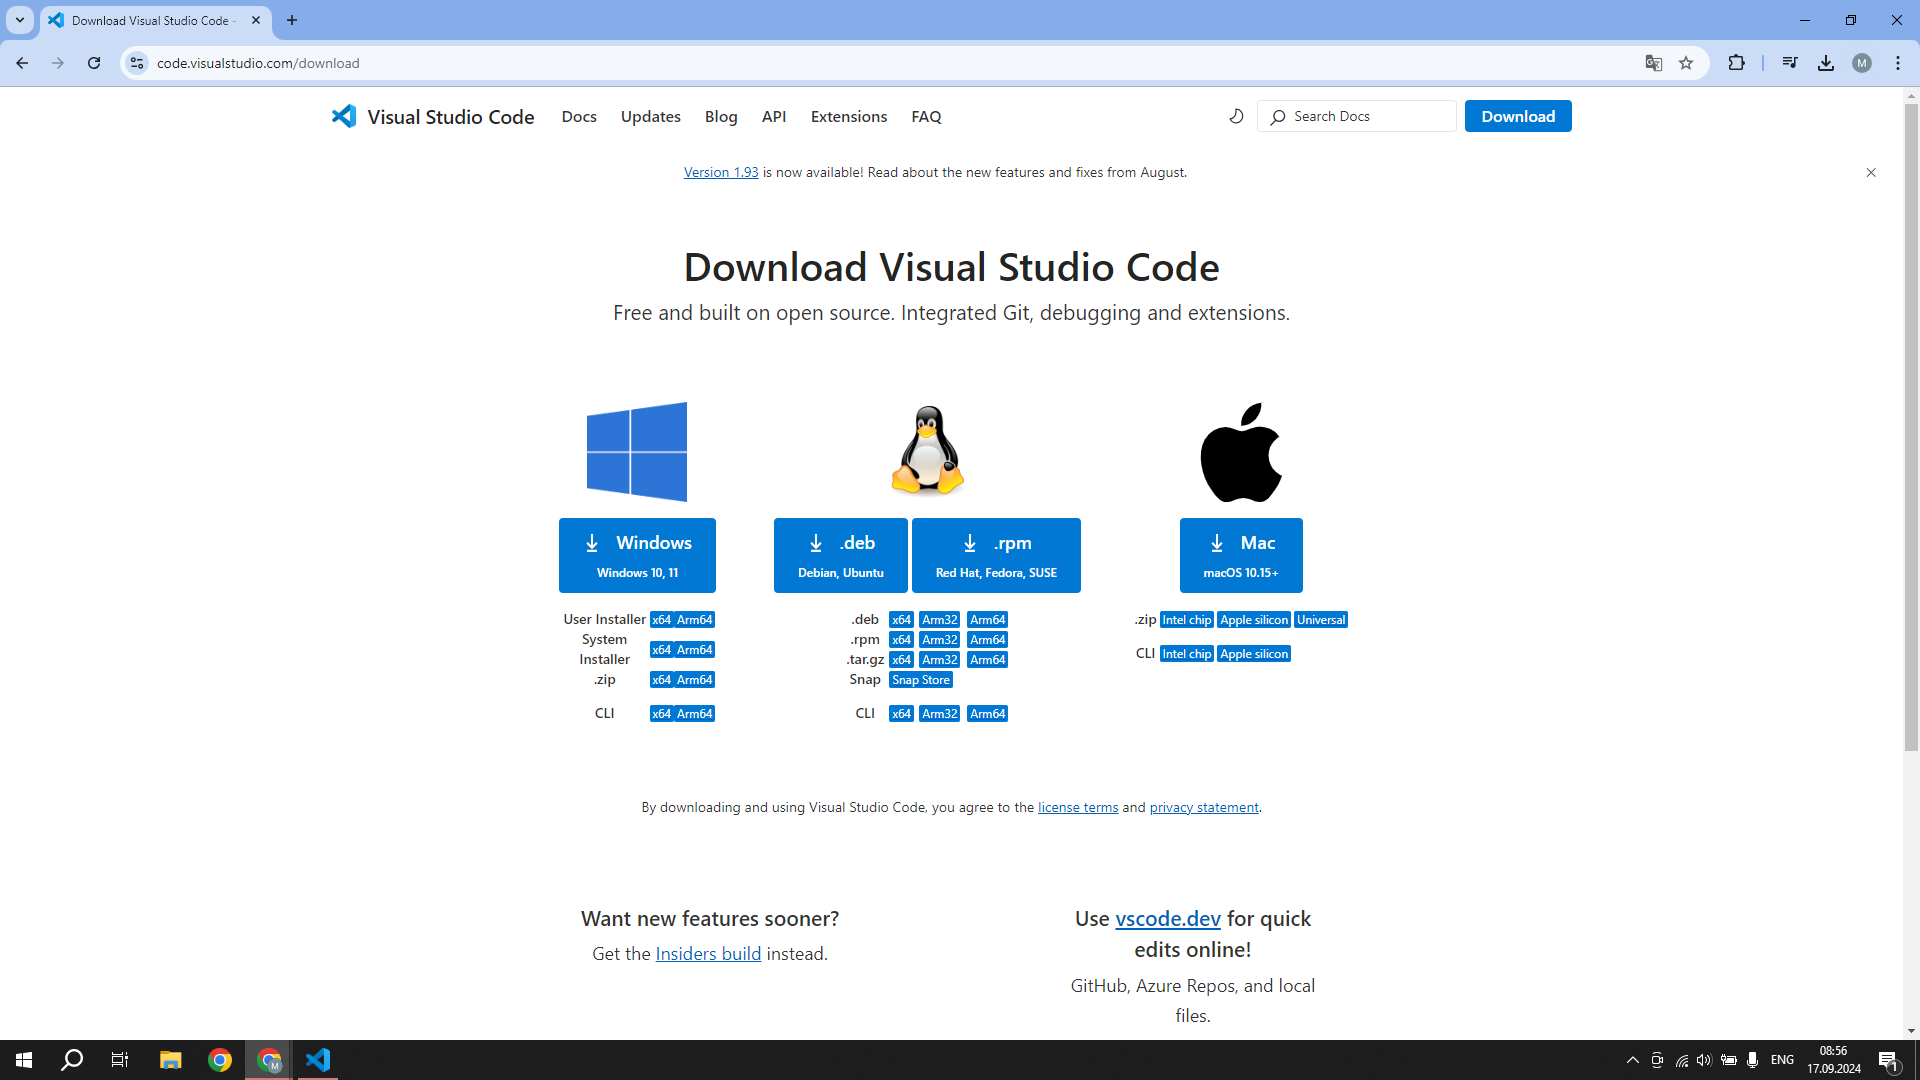 Download Visual Studio Code -
code.visualstudio.com/download
M
Visual Studio Code Docs Updates Blog API Extensions FAQ Search Docs Download
Version 1.93 is now available! Read about the new features and fixes from August.
Download Visual Studio Code
Free and built on open source. Integrated Git, debugging and extensions.
Windows
Windows 10, 11
User Installer x64 Arm64
System
Installer x64 Arm64
.zip x64 Arm64
CLI x64 Arm64
.deb
Debian, Ubuntu
.rpm
Red Hat, Fedora, SUSE
.deb x64 Arm32 Arm64
.rpm x64 Arm32 Arm64
.tar.gz x64 Arm32 Arm64
Snap Snap Store
CLI x64 Arm32 Arm64
Mac
macOS 10.15+
.zip Intel chip Apple silicon Universal
CLI Intel chip Apple silicon
By downloading and using Visual Studio Code, you agree to the license terms and privacy statement.
Want new features sooner?
Get the Insiders build instead.
Use vscode.dev for quick
edits online!
GitHub, Azure Repos, and local
files.
M
ENG
08:56
17.09.2024
1